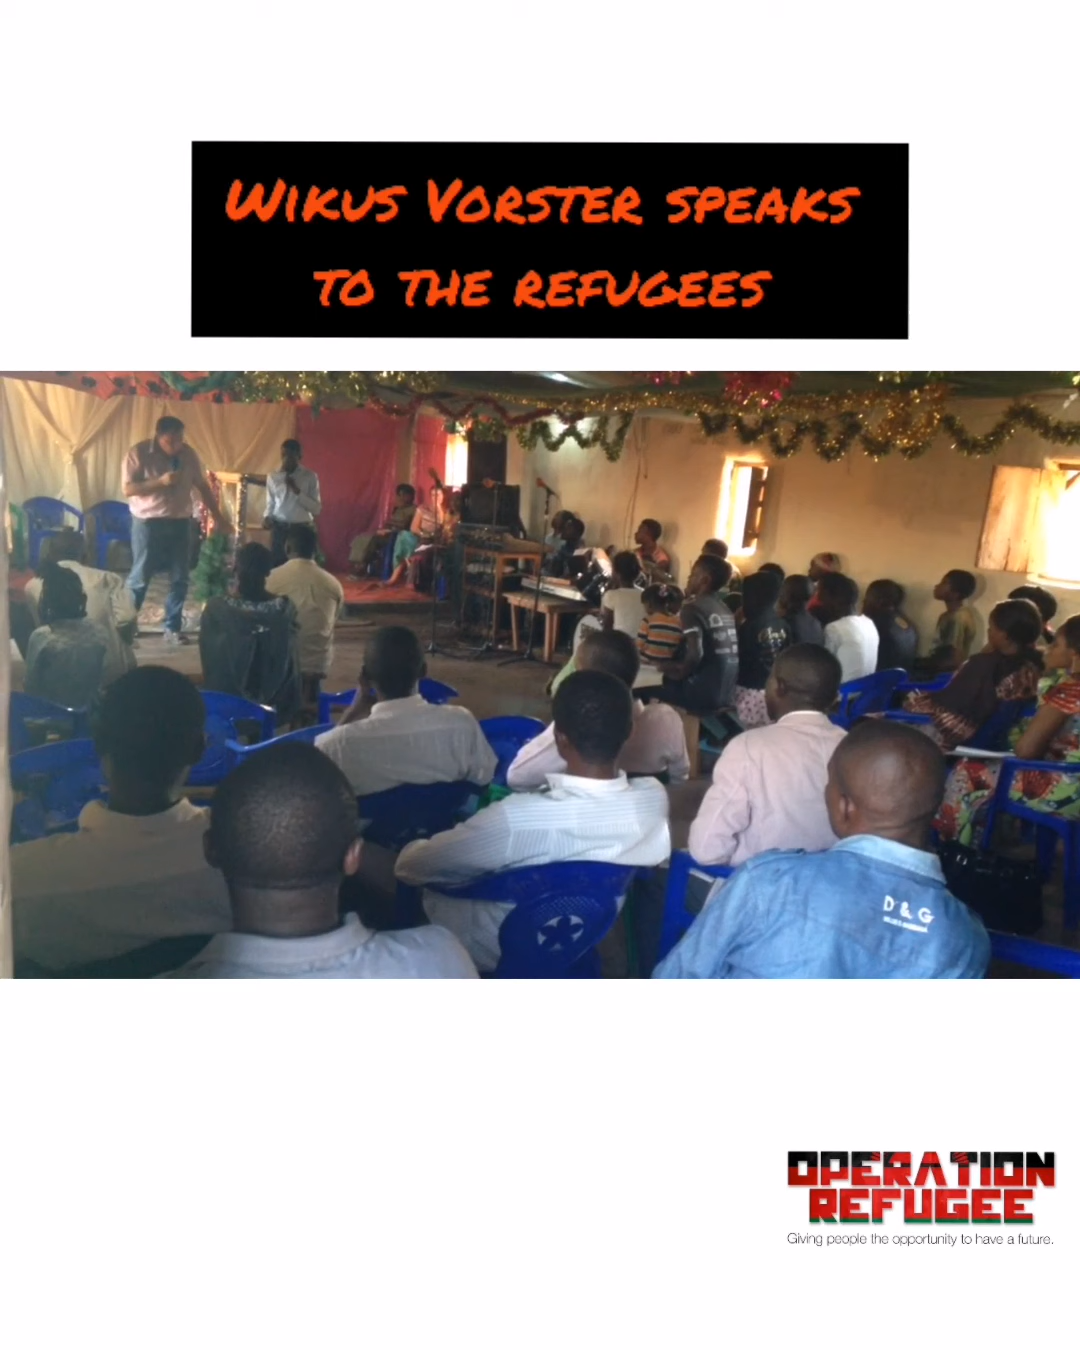 Wikus Vorster speaks
to the refugees
D & G
OPERATION
REFUGEE
Giving people the opportunity to have a future.